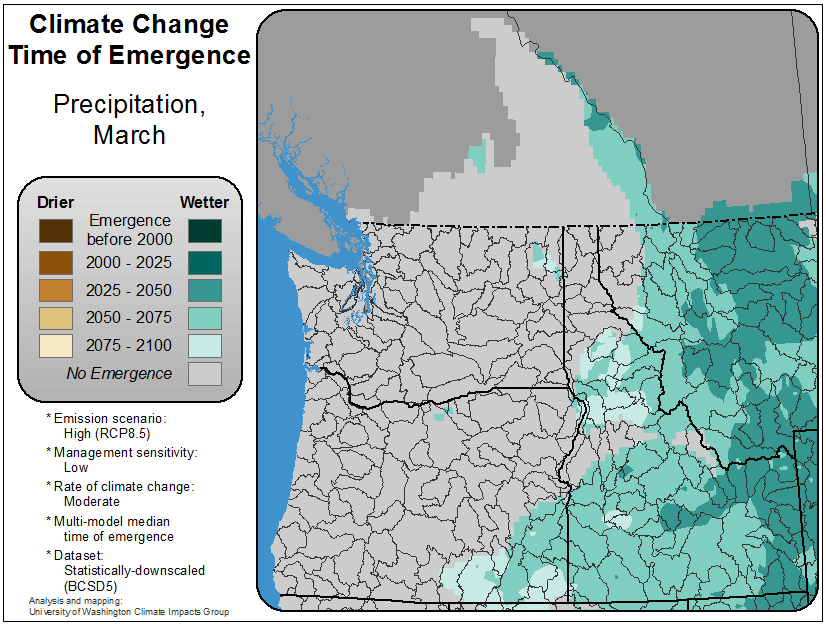 Climate Change
Time of Emergence
Precipitation,
March
Drier
Wetter
Emergence
before 2000
2000 - 2025
2025 - 2050
2050 - 2075
2075 - 2100
No Emergence
* Emission scenario:
High (RCP8.5)
* Management sensitivity:
Low
* Rate of climate change:
Moderate
* Multi-model median
time of emergence
* Dataset:
Statistically-downscaled
(BCSD5)
Analysis and mapping:
University of Washington Climate Impacts Group